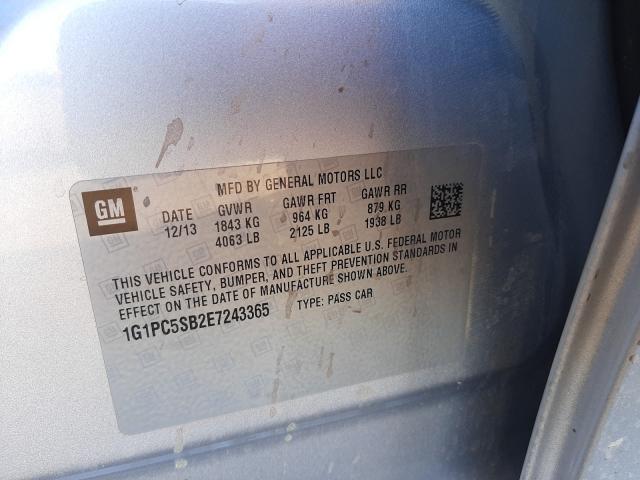 GM
MFD BY GENERAL MOTORS LLC
DATE GVWR GAWR FRT GAWR RR
12/13 1843 KG 964 KG 879 KG
4063 LB 2125 LB 1938 LB
THIS VEHICLE CONFORMS TO ALL APPLICABLE U.S. FEDERAL MOTOR
VEHICLE SAFETY, BUMPER, AND THEFT PREVENTION STANDARDS IN
EFFECT ON THE DATE OF MANUFACTURE SHOWN ABOVE.
1G1PC5SB2E7243365 TYPE: PASS CAR